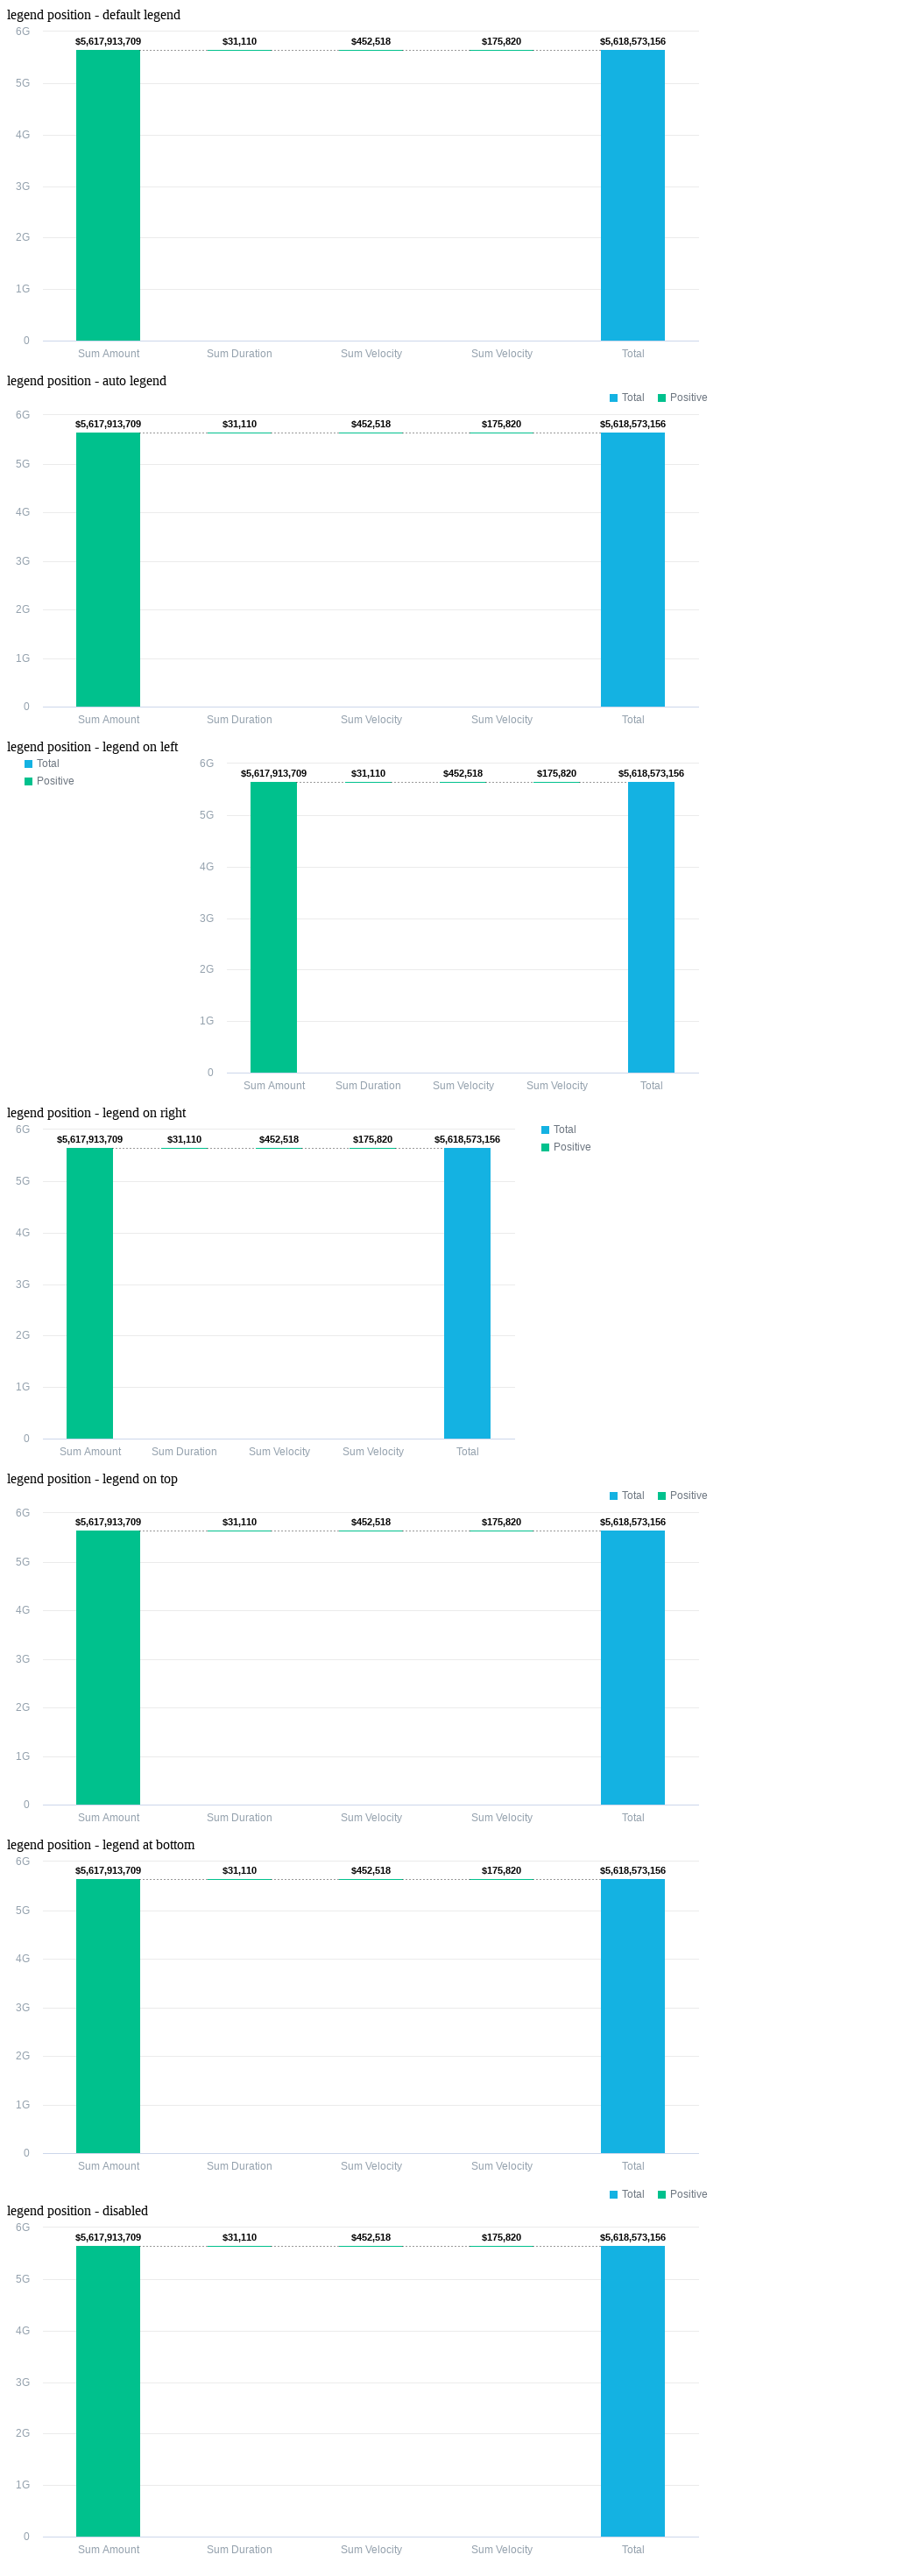 legend position - default legend
6G
$5,617,913,709 $31,110 $452,518 $175,820 $5,618,573,156
5G
4G
3G
2G
1G
0
Sum Amount Sum Duration Sum Velocity Sum Velocity Total
legend position - auto legend
Total Positive
6G
$5,617,913,709 $31,110 $452,518 $175,820 $5,618,573,156
5G
4G
3G
2G
1G
0
Sum Amount Sum Duration Sum Velocity Sum Velocity Total
legend position - legend on left
Total
Positive
6G
$5,617,913,709 $31,110 $452,518 $175,820 $5,618,573,156
5G
4G
3G
2G
1G
0
Sum Amount Sum Duration Sum Velocity Sum Velocity Total
legend position - legend on right
6G
$5,617,913,709 $31,110 $452,518 $175,820 $5,618,573,156
5G
4G
3G
2G
1G
0
Sum Amount Sum Duration Sum Velocity Sum Velocity Total
Total
Positive
legend position - legend on top
Total Positive
6G
$5,617,913,709 $31,110 $452,518 $175,820 $5,618,573,156
5G
4G
3G
2G
1G
0
Sum Amount Sum Duration Sum Velocity Sum Velocity Total
legend position - legend at bottom
6G
$5,617,913,709 $31,110 $452,518 $175,820 $5,618,573,156
5G
4G
3G
2G
1G
0
Sum Amount Sum Duration Sum Velocity Sum Velocity Total
Total Positive
legend position - disabled
6G
$5,617,913,709 $31,110 $452,518 $175,820 $5,618,573,156
5G
4G
3G
2G
1G
0
Sum Amount Sum Duration Sum Velocity Sum Velocity Total